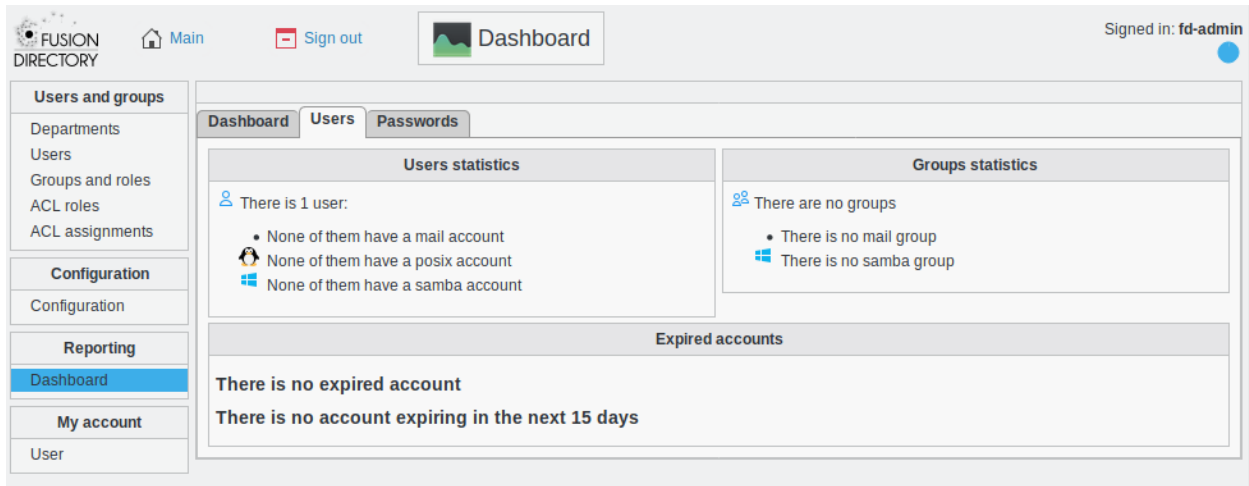 FUSION
DIRECTORY
Main
Sign out
Dashboard
Signed in: fd-admin
Users and groups
Departments
Users
Groups and roles
ACL roles
ACL assignments
Configuration
Configuration
Reporting
Dashboard
My account
User
Dashboard
Users
Passwords
Users statistics
There is 1 user:
None of them have a mail account
None of them have a posix account
None of them have a samba account
Groups statistics
There are no groups
There is no mail group
There is no samba group
Expired accounts
There is no expired account
There is no account expiring in the next 15 days